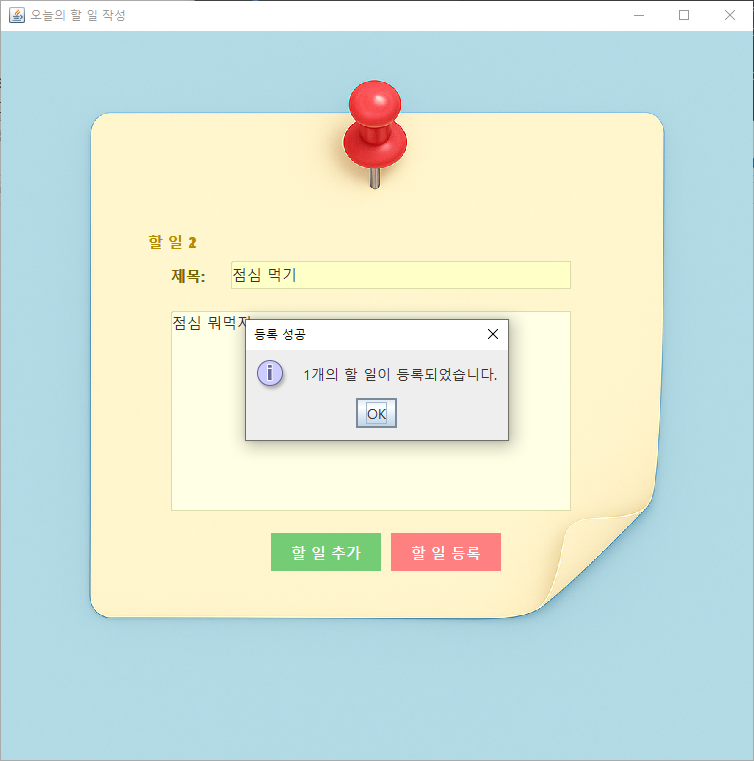 오늘의 할 일 작성
할 일 2
제목:
점심 먹기
점심 뭐먹지
등록 성공
1개의 할 일이 등록되었습니다.
OK
할 일 추가
할 일 등록